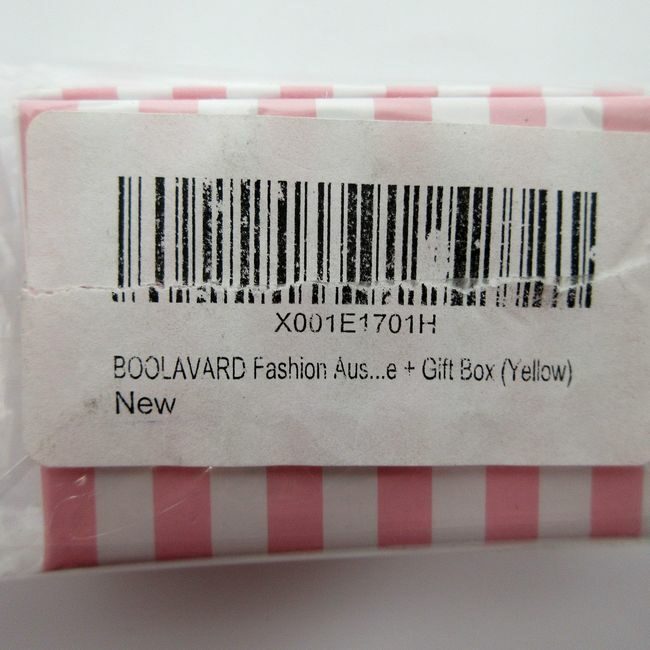 X001E1701H
BOOLAVARD Fashion Aus...e + Gift Box (Yellow)
New